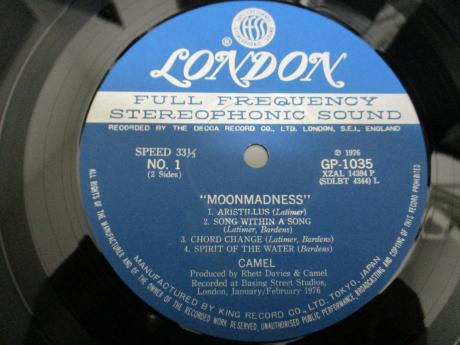 LONDON
®
FULL FREQUENCY
STEREOPHONIC SOUND
RECORDED BY THE DECCA RECORD CO., LTD. LONDON, S.E.I., ENGLAND
SPEED 33⅓
NO. 1
(2 Sides)
℗ 1976
GP-1035
XZAL 14394 P
(SDLBT 4344) L
"MOONMADNESS"
1. ARISTILLUS (Latimer)
2. SONG WITHIN A SONG
(Latimer, Bardens)
3. CHORD CHANGE (Latimer, Bardens)
4. SPIRIT OF THE WATER (Bardens)
CAMEL
Produced by Rhett Davies & Camel
Recorded at Basing Street Studios,
London, January/February 1976
MANUFACTURED BY KING RECORD CO., LTD. TOKYO, JAPAN
ALL RIGHTS OF THE MANUFACTURER AND OF THE OWNER OF THE RECORDED WORK RESERVED, UNAUTHORISED PUBLIC PERFORMANCE, BROADCASTING AND COPYING OF THIS RECORD PROHIBITED.